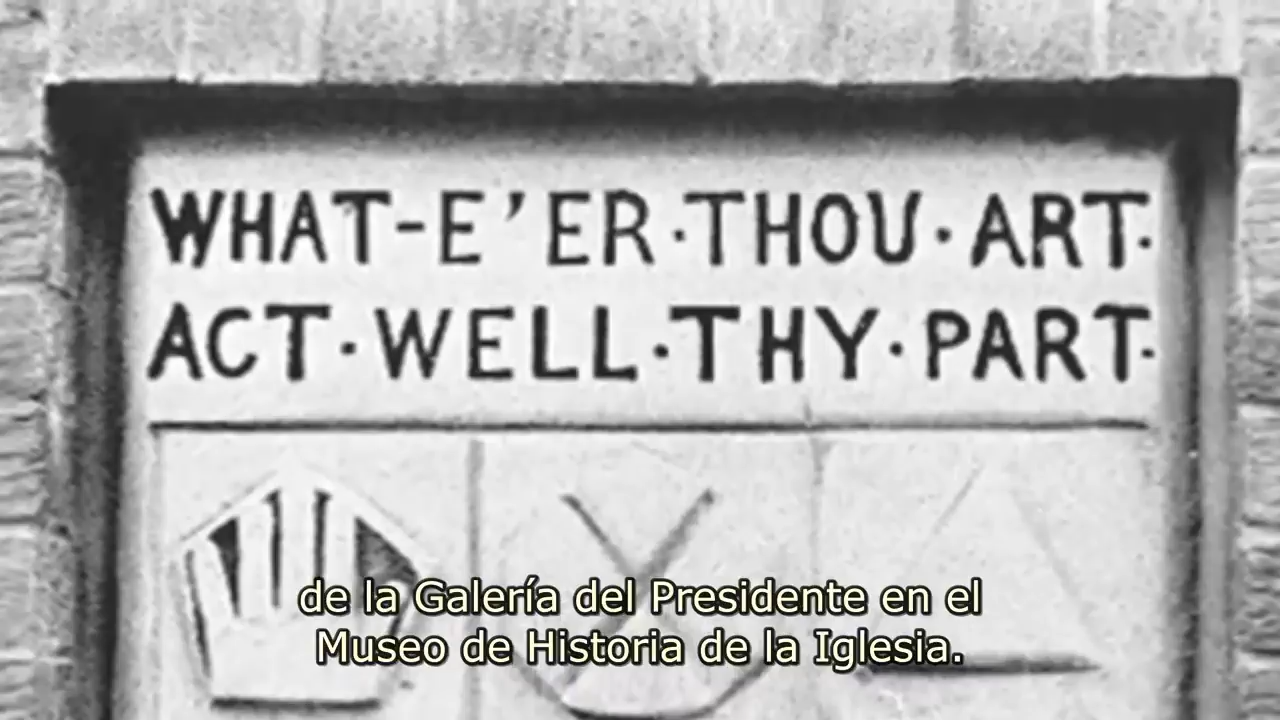 WHAT-E'ER·THOU·ART·
ACT·WELL·THY·PART·
de la Galería del Presidente en el
Museo de Historia de la Iglesia.